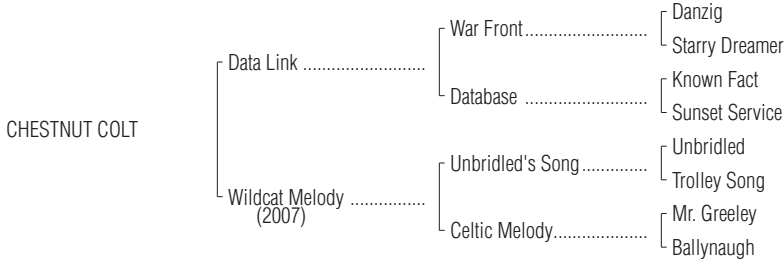 Danzig
War Front..............................
Starry Dreamer
Data Link ..............................
Known Fact
Database ..............................
Sunset Service
CHESTNUT COLT
Unbridled
Unbridled's Song................
Trolley Song
Wildcat Melody ..................
(2007)
Mr. Greeley
Celtic Melody.......................
Ballynaugh